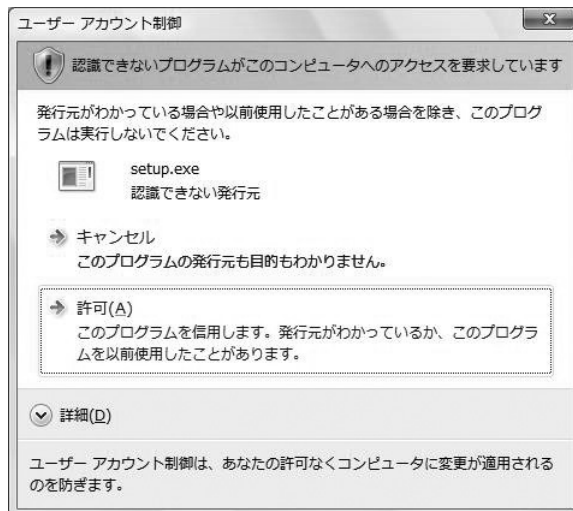 ユーザー アカウント制御
認識できないプログラムがこのコンピュータへのアクセスを要求しています
発行元がわかっている場合や以前使用したことがある場合を除き、このプログ
ラムは実行しないでください。
setup.exe
認識できない発行元
キャンセル
このプログラムの発行元も目的もわかりません。
許可(A)
このプログラムを信用します。発行元がわかっているか、このプログラ
ムを以前使用したことがあります。
詳細(D)
ユーザー アカウント制御は、あなたの許可なくコンピュータに変更が適用される
のを防ぎます。